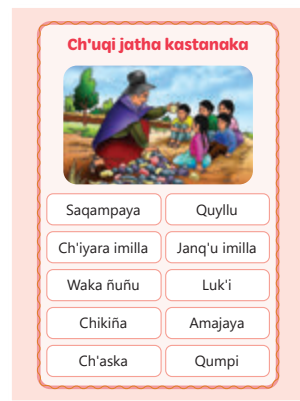 Ch'uqi jatha kastanaka
Saqampaya
Quyllu
Ch'iyara imilla
Janq'u imilla
Waka ñuñu
Luk'i
Chikiña
Amajaya
Ch'aska
Qumpi